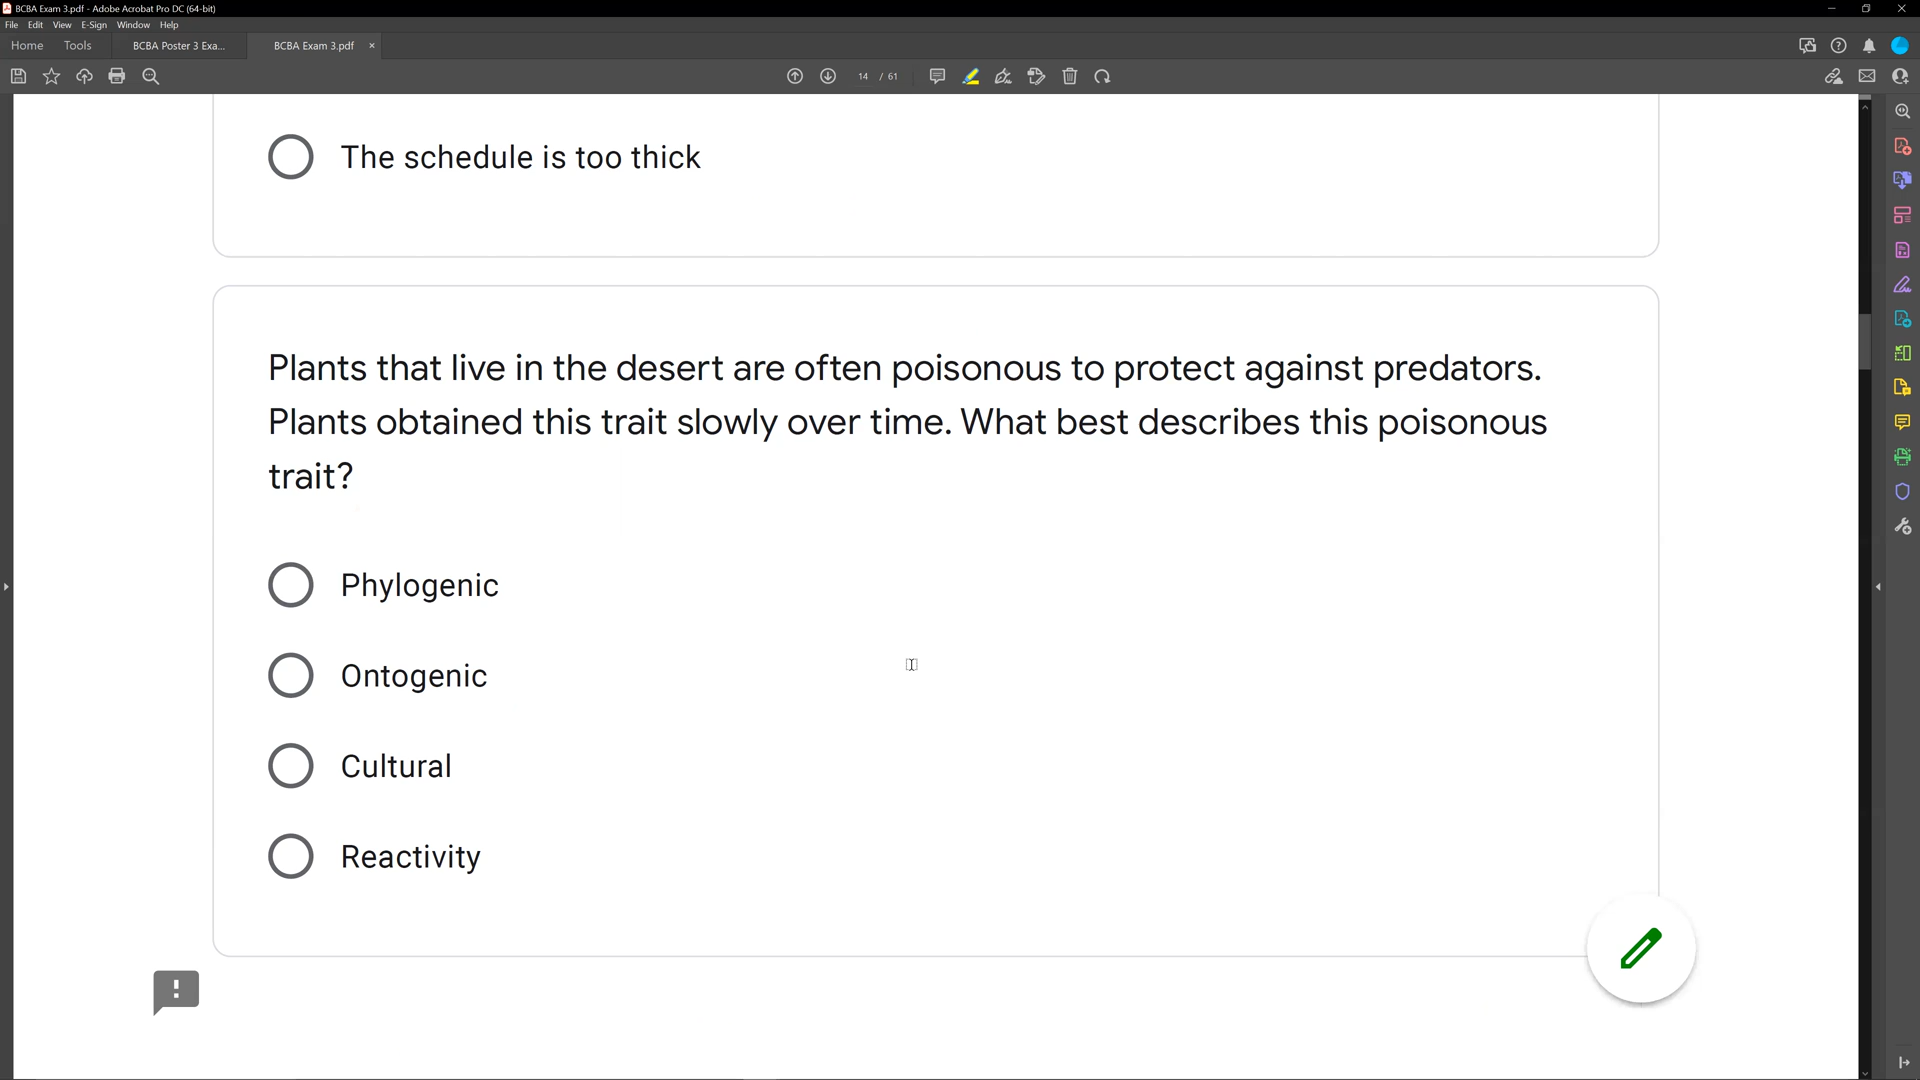 BCBA Exam 3.pdf - Adobe Acrobat Pro DC (64-bit)
File Edit View E-Sign Window Help
Home Tools BCBA Poster 3 Exa... BCBA Exam 3.pdf ×
14 / 61
The schedule is too thick
Plants that live in the desert are often poisonous to protect against predators.
Plants obtained this trait slowly over time. What best describes this poisonous
trait?
Phylogenic
Ontogenic
Cultural
Reactivity